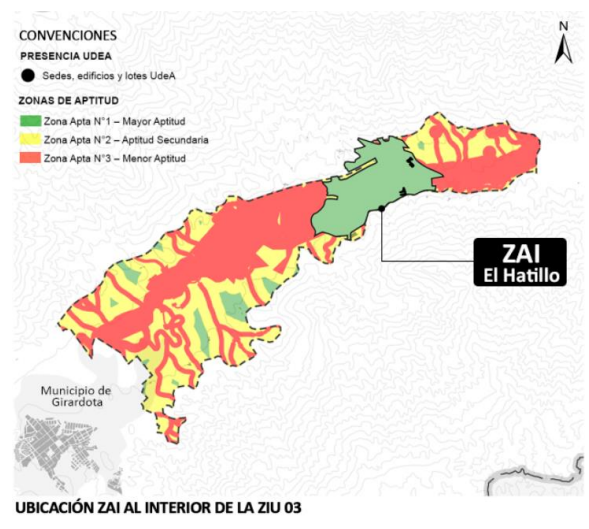 CONVENCIONES
PRESENCIA UDEA
Sedes, edificios y lotes UdeA
ZONAS DE APTITUD
Zona Apta N°1 – Mayor Aptitud
Zona Apta N°2 – Aptitud Secundaria
Zona Apta N°3 – Menor Aptitud
N
ZAI
El Hatillo
Municipio de
Girardota
UBICACIÓN ZAI AL INTERIOR DE LA ZIU 03